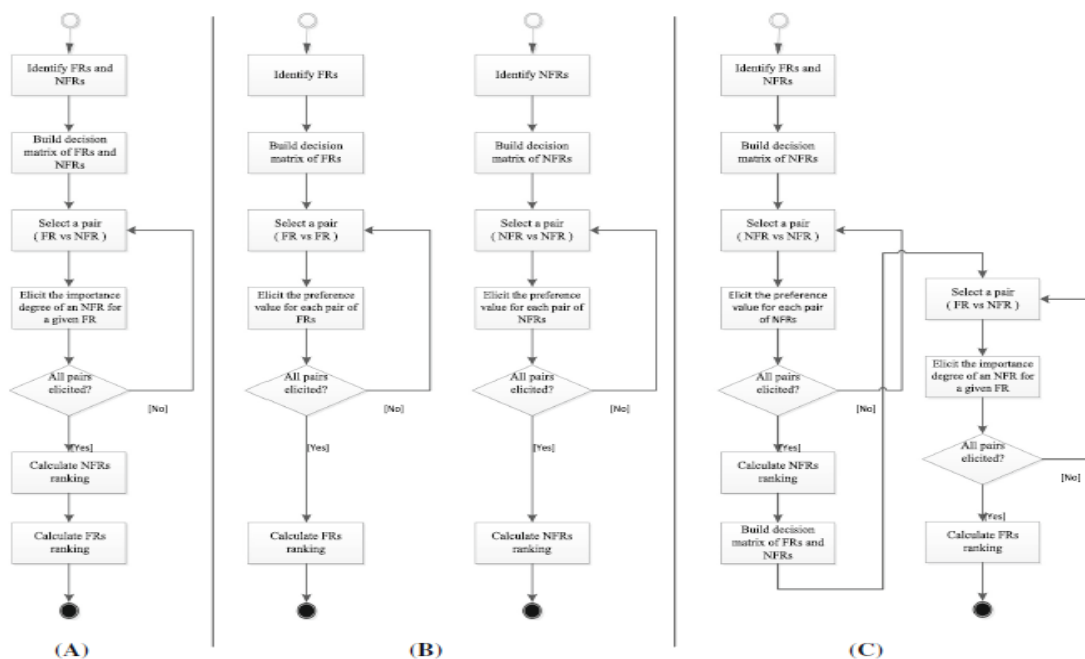 Identify FRs and
NFRs
Build decision
matrix of FRs and
NFRs
Select a pair
( FR vs NFR )
Elicit the importance
degree of an NFR for
a given FR
All pairs
elicited?
[No]
[Yes]
Calculate NFRs
ranking
Calculate FRs
ranking
(A)
Identify FRs
Build decision
matrix of FRs
Select a pair
( FR vs FR )
Elicit the preference
value for each pair of
FRs
All pairs
elicited?
[No]
[Yes]
Calculate FRs
ranking
Identify NFRs
Build decision
matrix of NFRs
Select a pair
( NFR vs NFR )
Elicit the preference
value for each pair of
NFRs
All pairs
elicited?
[No]
[Yes]
Calculate NFRs
ranking
(B)
Identify FRs and
NFRs
Build decision
matrix of NFRs
Select a pair
( NFR vs NFR )
Elicit the preference
value for each pair
of NFRs
All pairs
elicited?
[No]
[Yes]
Calculate NFRs
ranking
Build decision
matrix of FRs and
NFRs
Select a pair
( FR vs NFR )
Elicit the importance
degree of an NFR for
a given FR
All pairs
elicited?
[No]
[Yes]
Calculate FRs
ranking
(C)